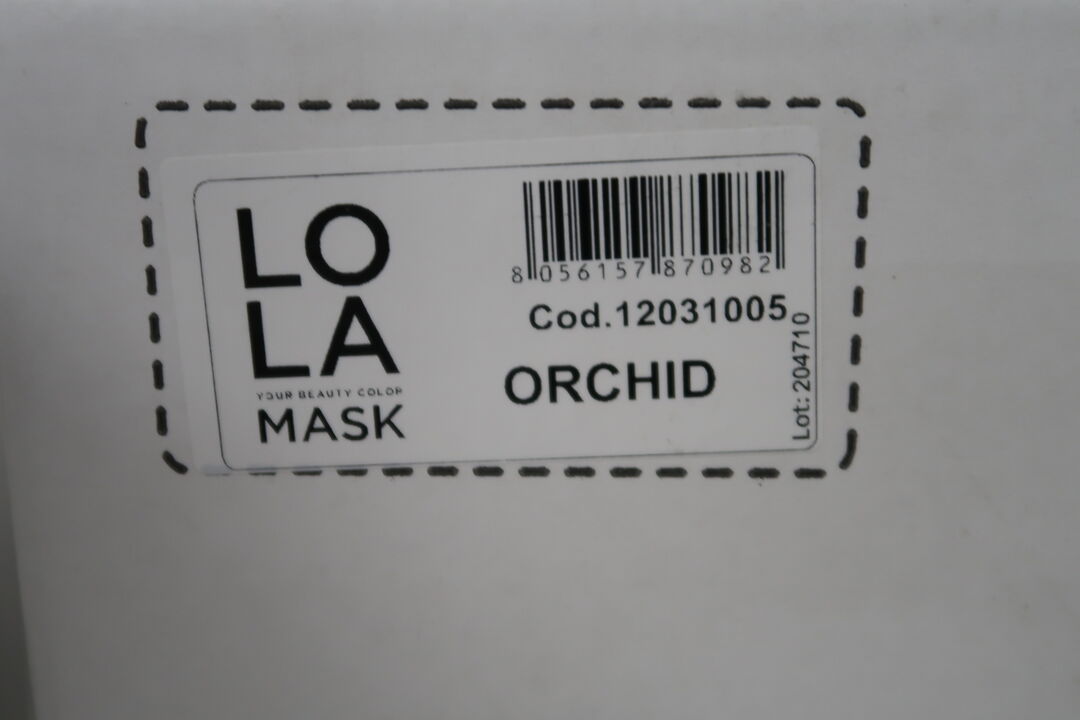 LO
LA
YOUR BEAUTY COLOR
MASK
8 056157 870982
Cod.12031005
ORCHID
Lot: 204710